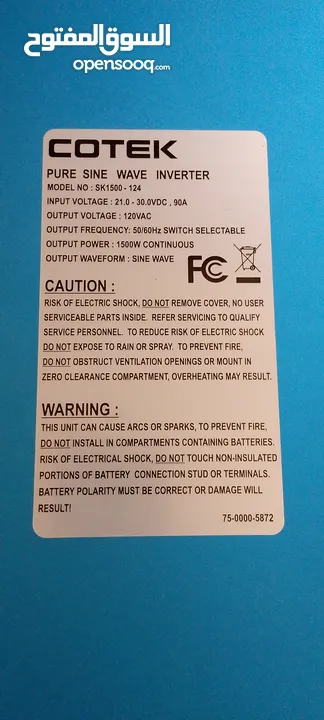 السوق المفتوح
opensooq.com
COTEK
PURE SINE WAVE INVERTER
MODEL NO : SK1500 - 124
INPUT VOLTAGE : 21.0 - 30.0VDC , 90A
OUTPUT VOLTAGE : 120VAC
OUTPUT FREQUENCY: 50/60Hz SWITCH SELECTABLE
OUTPUT POWER : 1500W CONTINUOUS
OUTPUT WAVEFORM : SINE WAVE
FC
CAUTION :
RISK OF ELECTRIC SHOCK, DO NOT REMOVE COVER, NO USER
SERVICEABLE PARTS INSIDE. REFER SERVICING TO QUALIFY
SERVICE PERSONNEL. TO REDUCE RISK OF ELECTRIC SHOCK
DO NOT EXPOSE TO RAIN OR SPRAY. TO PREVENT FIRE,
DO NOT OBSTRUCT VENTILATION OPENINGS OR MOUNT IN
ZERO CLEARANCE COMPARTMENT, OVERHEATING MAY RESULT.
WARNING :
THIS UNIT CAN CAUSE ARCS OR SPARKS, TO PREVENT FIRE,
DO NOT INSTALL IN COMPARTMENTS CONTAINING BATTERIES.
RISK OF ELECTRICAL SHOCK, DO NOT TOUCH NON-INSULATED
PORTIONS OF BATTERY CONNECTION STUD OR TERMINALS.
BATTERY POLARITY MUST BE CORRECT OR DAMAGE WILL
RESULT!
75-0000-5872